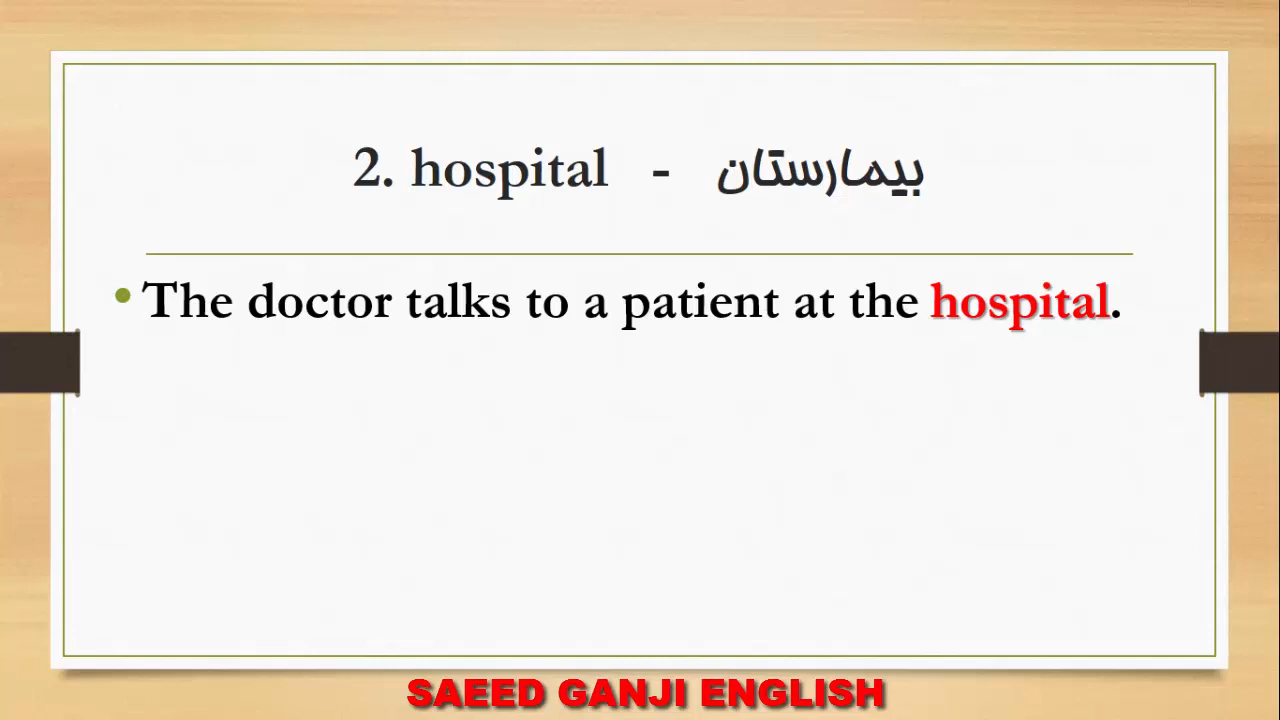 2. hospital - بیمارستان
• The doctor talks to a patient at the hospital.
SAEED GANJI ENGLISH